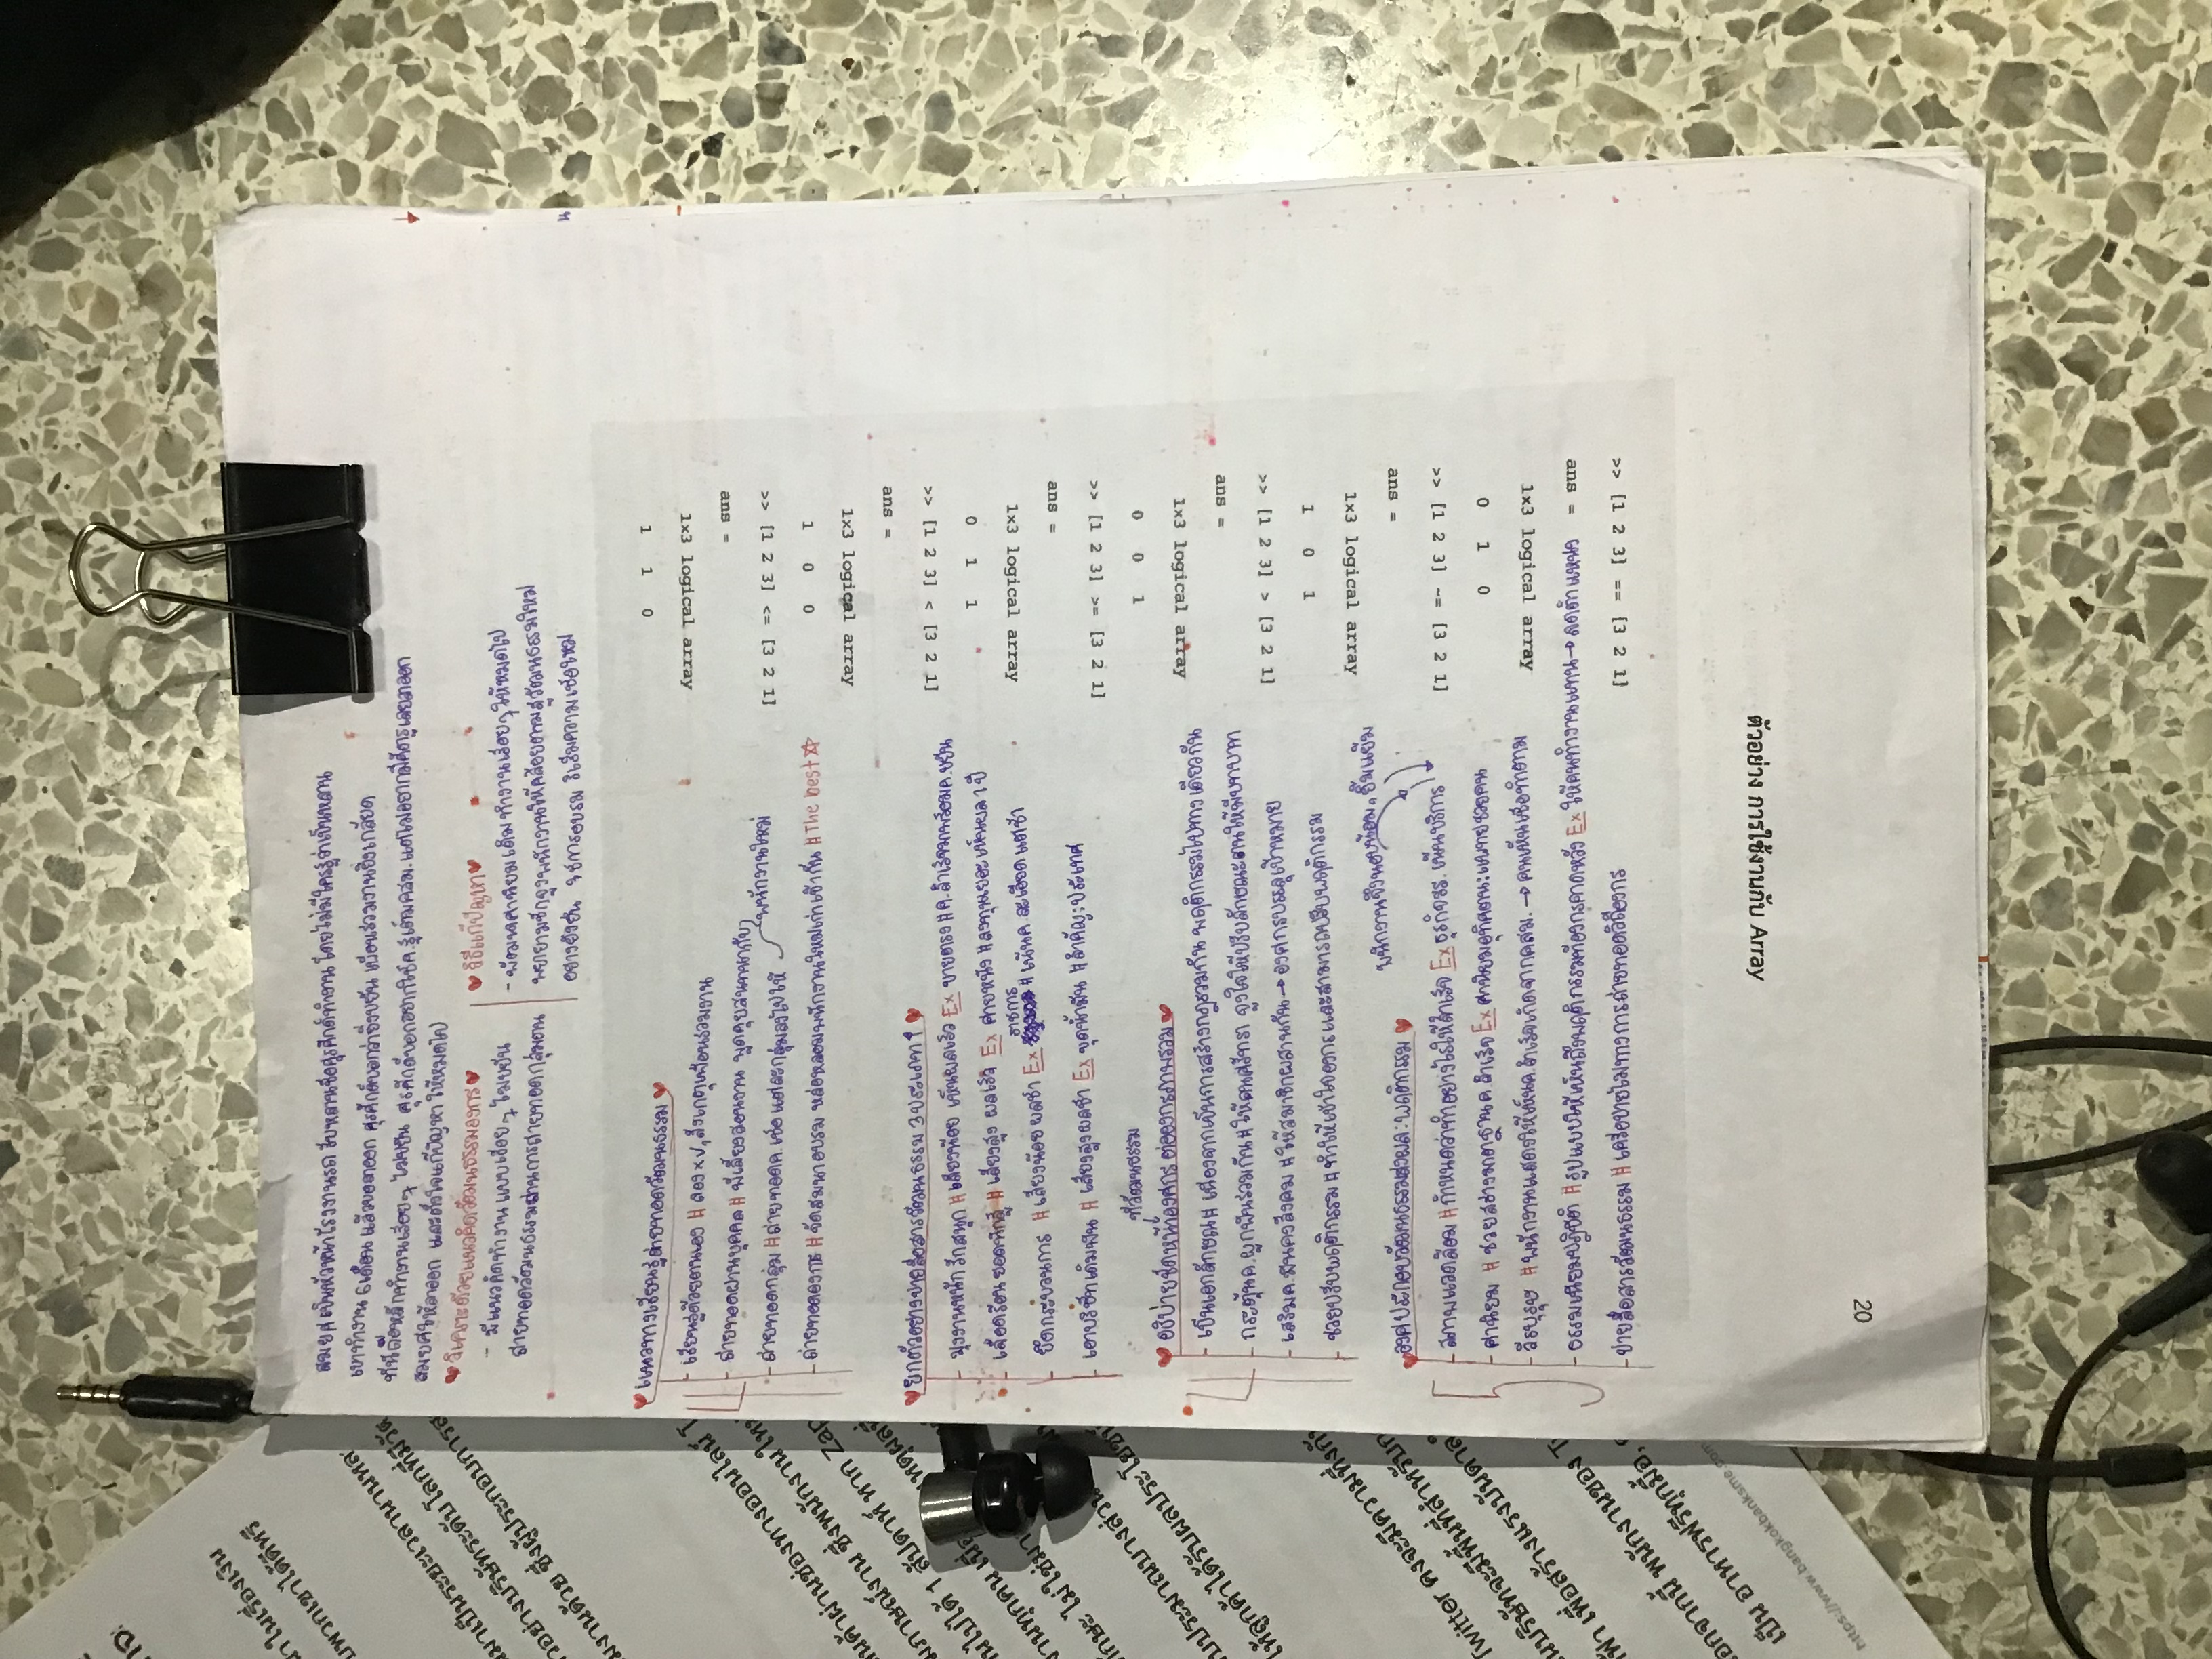 สมยศเป็นหัวหน้าโรงงานรถ รับหลานชื่อศุรศักดิ์ทำงาน โดยไม่มีใครรู้ว่าเป็นหลาน
เขาทำงาน 6เดือน แล้วขอลาออก ศุรศักดิ์บอกว่ายิ่งขยัน เพื่อนร่วมงานยิ่งเกลียด
ที่นี่ถือหลักทำงานเรื่อยๆ ไม่ขยัน ศุรศักดิ์บอกอยากใช้ค.รู้เต็มคสม. แต่ไม่อยากมีศัตรูเลยลาออก
สมยศให้ลาออก และตั้งใจแก้ปัญหา ให้หมดไป
วิเคราะด้วยแนวคิดวัฒนธรรมองกร
- มีแนวคิดทำงาน แบบเรื่อยๆ ไม่ขยัน
ถ่ายทอดวัฒนธรรมผ่านการถ่ายทอดกลุ่มตน
วิธีแก้ปัญหา
- พัฒนาค่านิยม เดิม ทำงานเรื่อยๆ ให้หมดไป
พยายามชักจูงพนักงานให้คล้อยตามสู่วัฒนธรรมใหม่
อย่างยั่งยืน ใช้การอบรม ริเริ่มความเชื่อใหม่
แนวทางเรียนรู้ถ่ายทอดวัฒนธรรม
4
- เรียนรู้ด้วยตนเอง # ลอง x√, สังเกตุเพื่อนร่วมงาน
- ถ่ายทอดผ่านบุคคล # พี่เลี้ยงสอนงาน พูดคุยสนทนากับ
- ถ่ายทอดกลุ่ม # ถ่ายทอดค. เชื่อ แต่ละกลุ่มลงไปให้
พนักงานใหม่
- ถ่ายทอดองกร # จัดสมนาอบรม หล่อหลอมพนักงานใหม่เก่าเข้ากัน # The best ☆
ยกตัวอย่างข่ายสื่อสารวัฒนธรรม 3 ประเภท
- มุ่งงานหนัก รักสนุก # เสี่ยงน้อย เห็นผลเร็ว Ex ขายตรง # ค.สำเร็จมาพร้อมค.ขยัน
- เลือดร้อน ยอดนักสู้ # เสี่ยงสูง ผลเร็ว Ex ค่ายหนัง # ลงทุนเยอะ เห็นผล 1 ปี
- ยึดกระบวนการ # เสี่ยงน้อย ผลช้า Ex ราชการ # เน้นค. ละเอียด แต่ช้า
- เอาบริษัทเดิมพัน # เสี่ยงสูงผลช้า Ex ขุดน้ำมัน # สำคัญ:ประเทศ
ที่วัฒนธรรม
อธิบายชัดหน้าองศกร ต่อองกรภาพรวม
4
- เป็นเอกลักษณ # เนื่องจากเป็นการสร้างกฎรวมกัน พฤติกรรมไปทางเดียวกัน
- กระตุ้นค. ผูกพันร่วมกัน # ให้คนศรัทธา จูงใจให้ปรับลักษณะตนให้มีบทบาท
- เสริมค. มั่นคงสังคม # ให้สมาชิกผสานกัน → องศกรบรรลุเป้าหมาย
- ช่วยปรับพฤติกรรม # ทำให้เข้าใจองกรและสามารถปรับพฤติกรรม
องศประกอบวัฒนธรรมส่งผล:พฤติกรรม
พนักงานจึงนอบน้อม, ยิ้มแย้ม
5
- สภาพแวดล้อม # กำหนดว่าทำอย่างไรให้สำเร็จ Ex ธุรกิจรร. เน้นบริการ
- ค่านิยม # ช่วยสร้างมาตฐาน ค.สำเร็จ Ex ค่านิยมอุทิศตน:แพทย์ช่วยคน
- วีรบุรุษ # พนักงานแสดงให้เห็นค.สำเร็จเกิดจากคสม. → คนเห็นเชื่อทำตาม
- ธรรมเนียมปฏิบัติ # รูปแบบให้เห็นถึงพฤติกรรมที่องกรคาดหวัง Ex ให้คนทำงานแทน → ลดตำแหน่ง
- ข่ายสื่อสารวัฒนธรรม # เครือข่ายไม่ทางการถ่ายทอดวิถีองกร
20
ตัวอย่าง การใช้งานกับ Array
>> [1 2 3] == [3 2 1]
ans =
1×3 logical array
0 1 0
>> [1 2 3] ~= [3 2 1]
ans =
1×3 logical array
1 0 1
>> [1 2 3] > [3 2 1]
ans =
1×3 logical array
0 0 1
>> [1 2 3] >= [3 2 1]
ans =
1×3 logical array
0 1 1
>> [1 2 3] < [3 2 1]
ans =
1×3 logical array
1 0 0
>> [1 2 3] <= [3 2 1]
ans =
1×3 logical array
1 1 0
ในเรื่องเงิน
พวกเขาได้ดีหรื
มาเป็นระยะเวลานานหล
อย่างบริษัทระดับโลกที่มีวัต
มงานด้วย ซึ่งผู้ประกอบการส
นค้าผ่านช่องทางออนไลน์
มภาษณ์งาน ซึ่งพนักงานใหม
นไปได้ 1 สัปดาห์ หาก Zap
งานทุกคน เนื่อ เหตุผลที่
ทักษะ ไม่ใช่มา
บประมาณบางส่วน
ให้ลูกค้าได้รับผลประโยชน์
Twitter คงจะมีความทึ่งกับ
นบริษัทจะมีพื้นที่สำหรับก
ฟ้า เพื่อสร้างแรงบันดาลใ
อกจากนี้ พนักงานของ T
เป็น อาหารฟรีทุกมื้อ,
https://www.bangkokbanksme.com